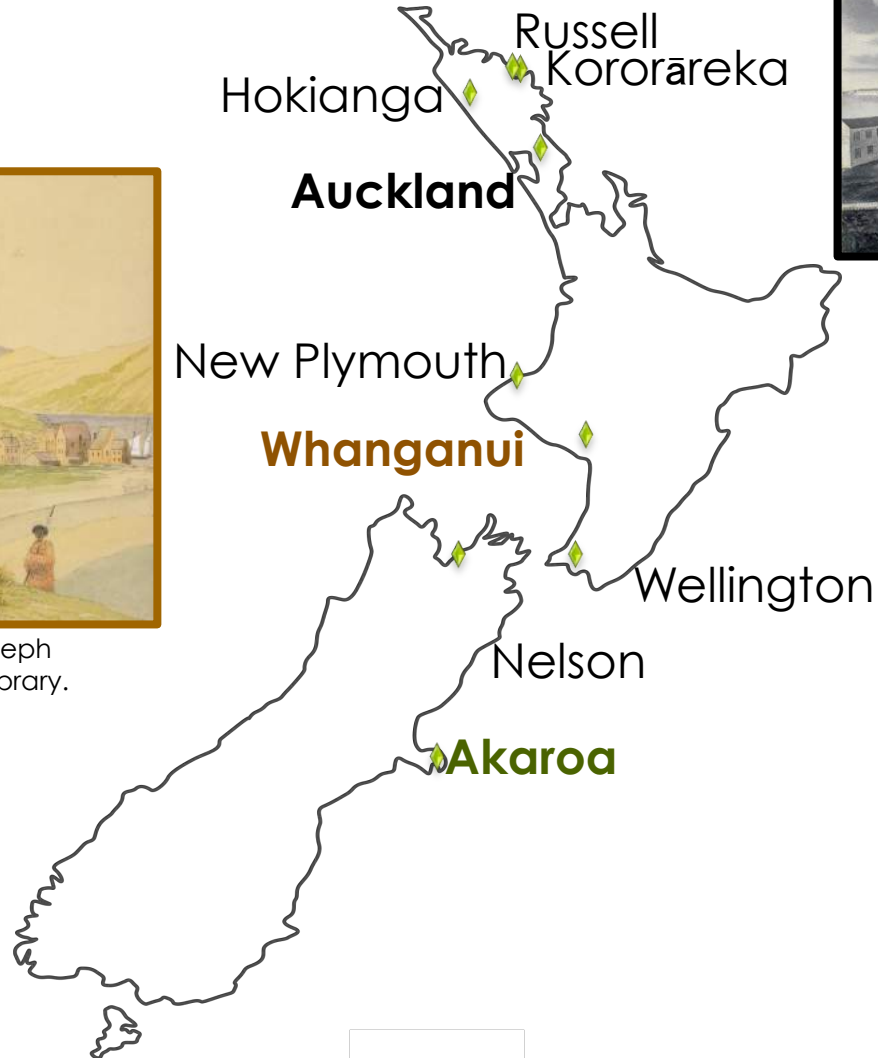 Russell
Kororāreka
Hokianga
Auckland
New Plymouth
Whanganui
Wellington
eph
orary.
Nelson
Akaroa